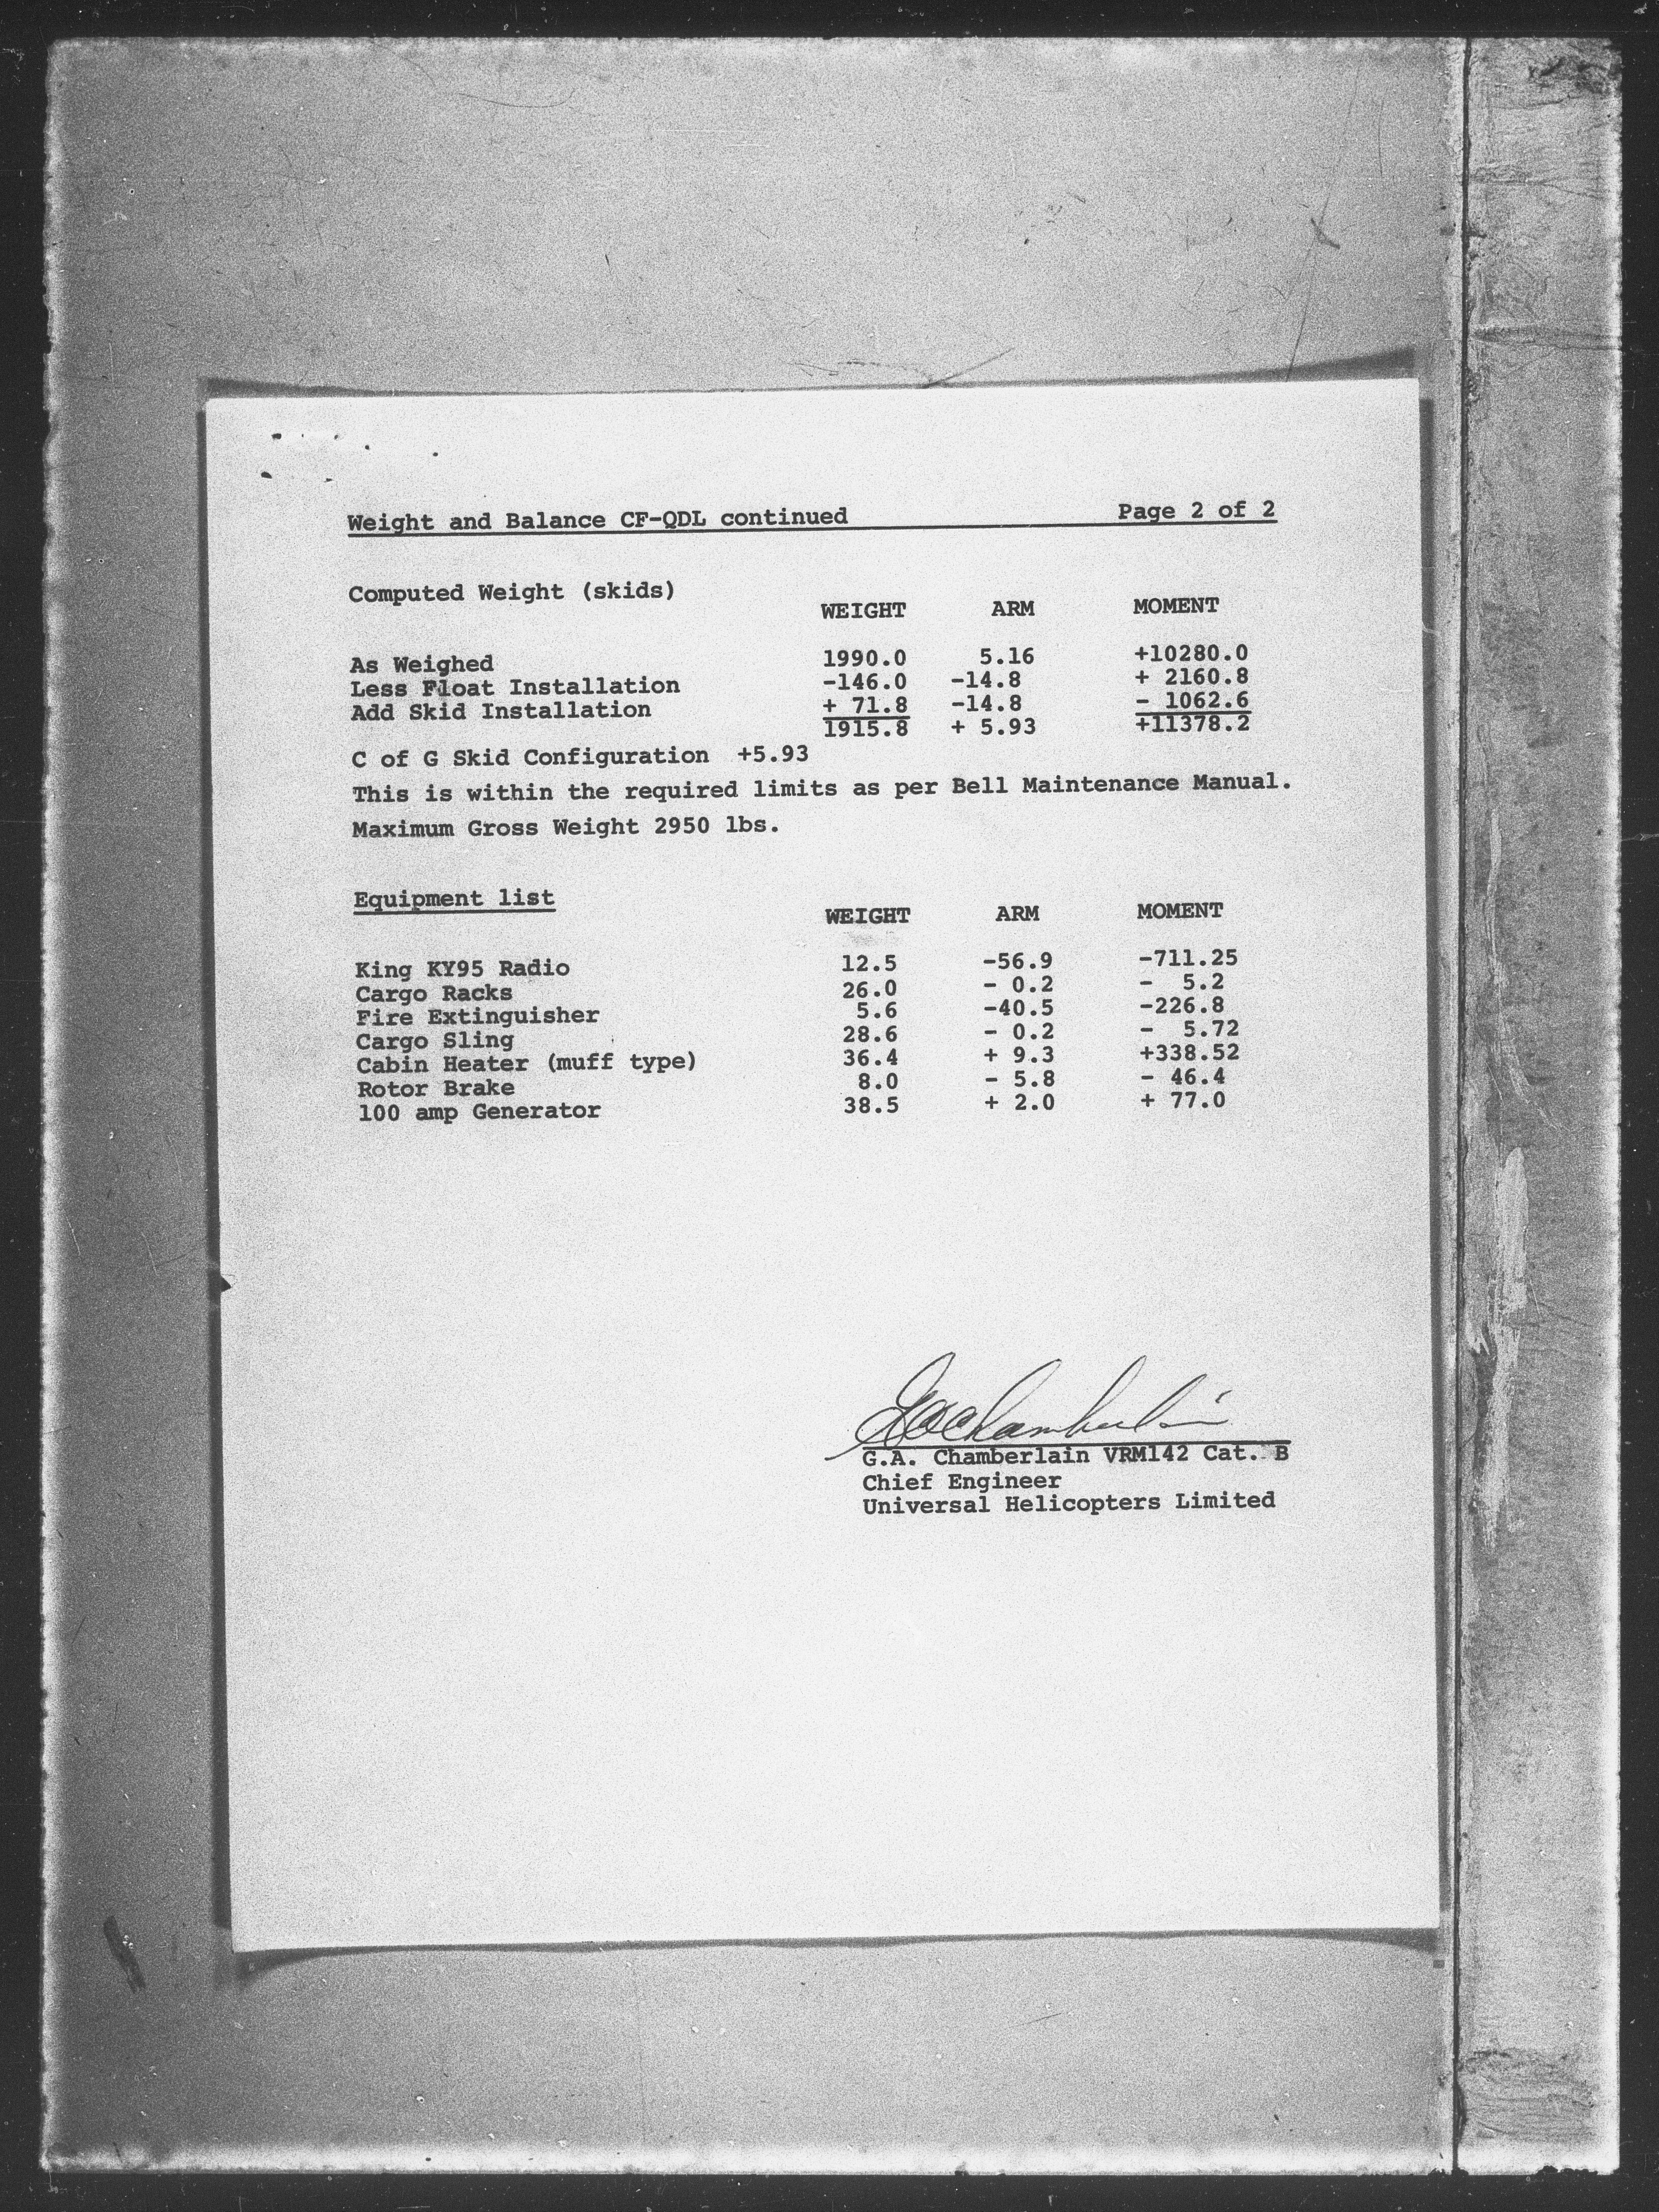 Weight and Balance CF-QDL continued Page 2 of 2
Computed Weight (skids)
WEIGHT ARM MOMENT
As Weighed 1990.0 5.16 +10280.0
Less Float Installation -146.0 -14.8 + 2160.8
Add Skid Installation + 71.8 -14.8 - 1062.6
1915.8 + 5.93 +11378.2
C of G Skid Configuration +5.93
This is within the required limits as per Bell Maintenance Manual.
Maximum Gross Weight 2950 lbs.
Equipment list
WEIGHT ARM MOMENT
King KY95 Radio 12.5 -56.9 -711.25
Cargo Racks 26.0 - 0.2 - 5.2
Fire Extinguisher 5.6 -40.5 -226.8
Cargo Sling 28.6 - 0.2 - 5.72
Cabin Heater (muff type) 36.4 + 9.3 +338.52
Rotor Brake 8.0 - 5.8 - 46.4
100 amp Generator 38.5 + 2.0 + 77.0
GA Chamberlain
G.A. Chamberlain VRM142 Cat. B
Chief Engineer
Universal Helicopters Limited